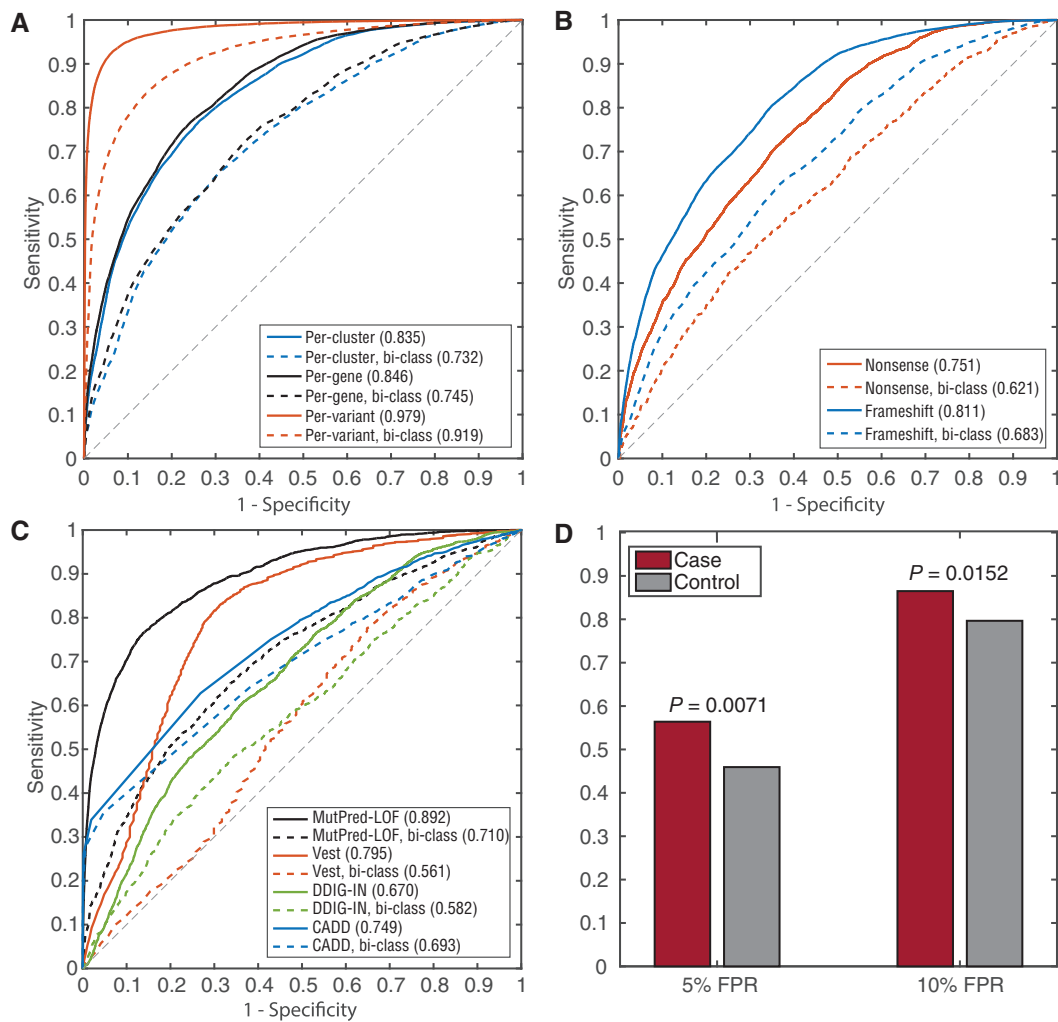 A
1
0.9
0.8
0.7
0.6
0.5
0.4
0.3
0.2
0.1
0
Sensitivity
Per-cluster (0.835)
Per-cluster, bi-class (0.732)
Per-gene (0.846)
Per-gene, bi-class (0.745)
Per-variant (0.979)
Per-variant, bi-class (0.919)
0.1 0.2 0.3 0.4 0.5 0.6 0.7 0.8 0.9 1
1 - Specificity
B
1
0.9
0.8
0.7
0.6
0.5
0.4
0.3
0.2
0.1
0
Sensitivity
Nonsense (0.751)
Nonsense, bi-class (0.621)
Frameshift (0.811)
Frameshift, bi-class (0.683)
0 0.1 0.2 0.3 0.4 0.5 0.6 0.7 0.8 0.9 1
1 - Specificity
C
1
0.9
0.8
0.7
0.6
0.5
0.4
0.3
0.2
0.1
0
Sensitivity
MutPred-LOF (0.892)
MutPred-LOF, bi-class (0.710)
Vest (0.795)
Vest, bi-class (0.561)
DDIG-IN (0.670)
DDIG-IN, bi-class (0.582)
CADD (0.749)
CADD, bi-class (0.693)
0 0.1 0.2 0.3 0.4 0.5 0.6 0.7 0.8 0.9 1
1 - Specificity
D
1
0.9
0.8
0.7
0.6
0.5
0.4
0.3
0.2
0.1
0
Case
Control
P = 0.0071
P = 0.0152
5% FPR 10% FPR